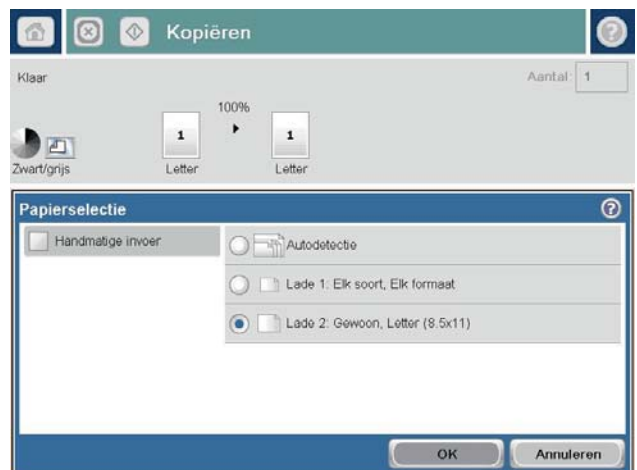 Kopiëren
Klaar
Aantal: 1
100%
1 1
Zwart/grijs Letter Letter
Papierselectie
Handmatige invoer
Autodetectie
Lade 1: Elk soort, Elk formaat
Lade 2: Gewoon, Letter (8.5x11)
OK Annuleren